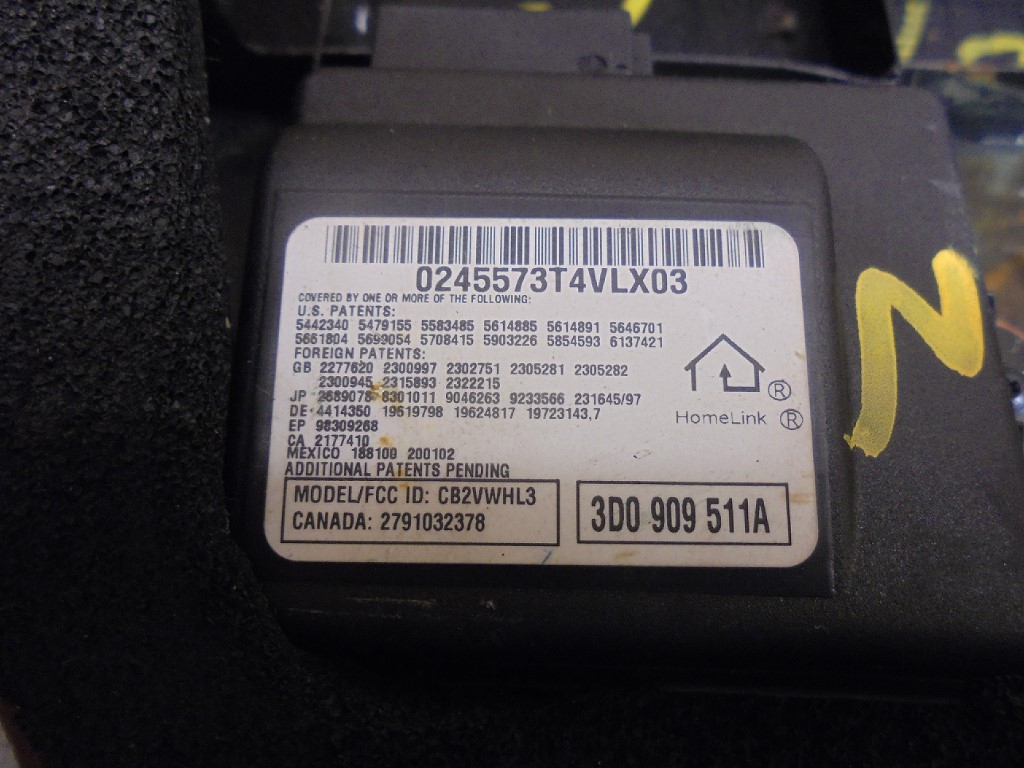 0245573T4VLX03
COVERED BY ONE OR MORE OF THE FOLLOWING:
U.S. PATENTS:
5442340 5479155 5583485 5614885 5614891 5646701
5661804 5699054 5708415 5903226 5854593 6137421
FOREIGN PATENTS:
GB 2277620 2300997 2302751 2305281 2305282
2300945 2315893 2322215
JP 2689078 8301011 9046263 9233566 231645/97
DE 4414350 19519798 19624817 19723143,7
EP 98309268
CA 2177410
MEXICO 188100 200102
ADDITIONAL PATENTS PENDING
®
HomeLink ®
MODEL/FCC ID: CB2VWHL3
CANADA: 2791032378
3D0 909 511A
N